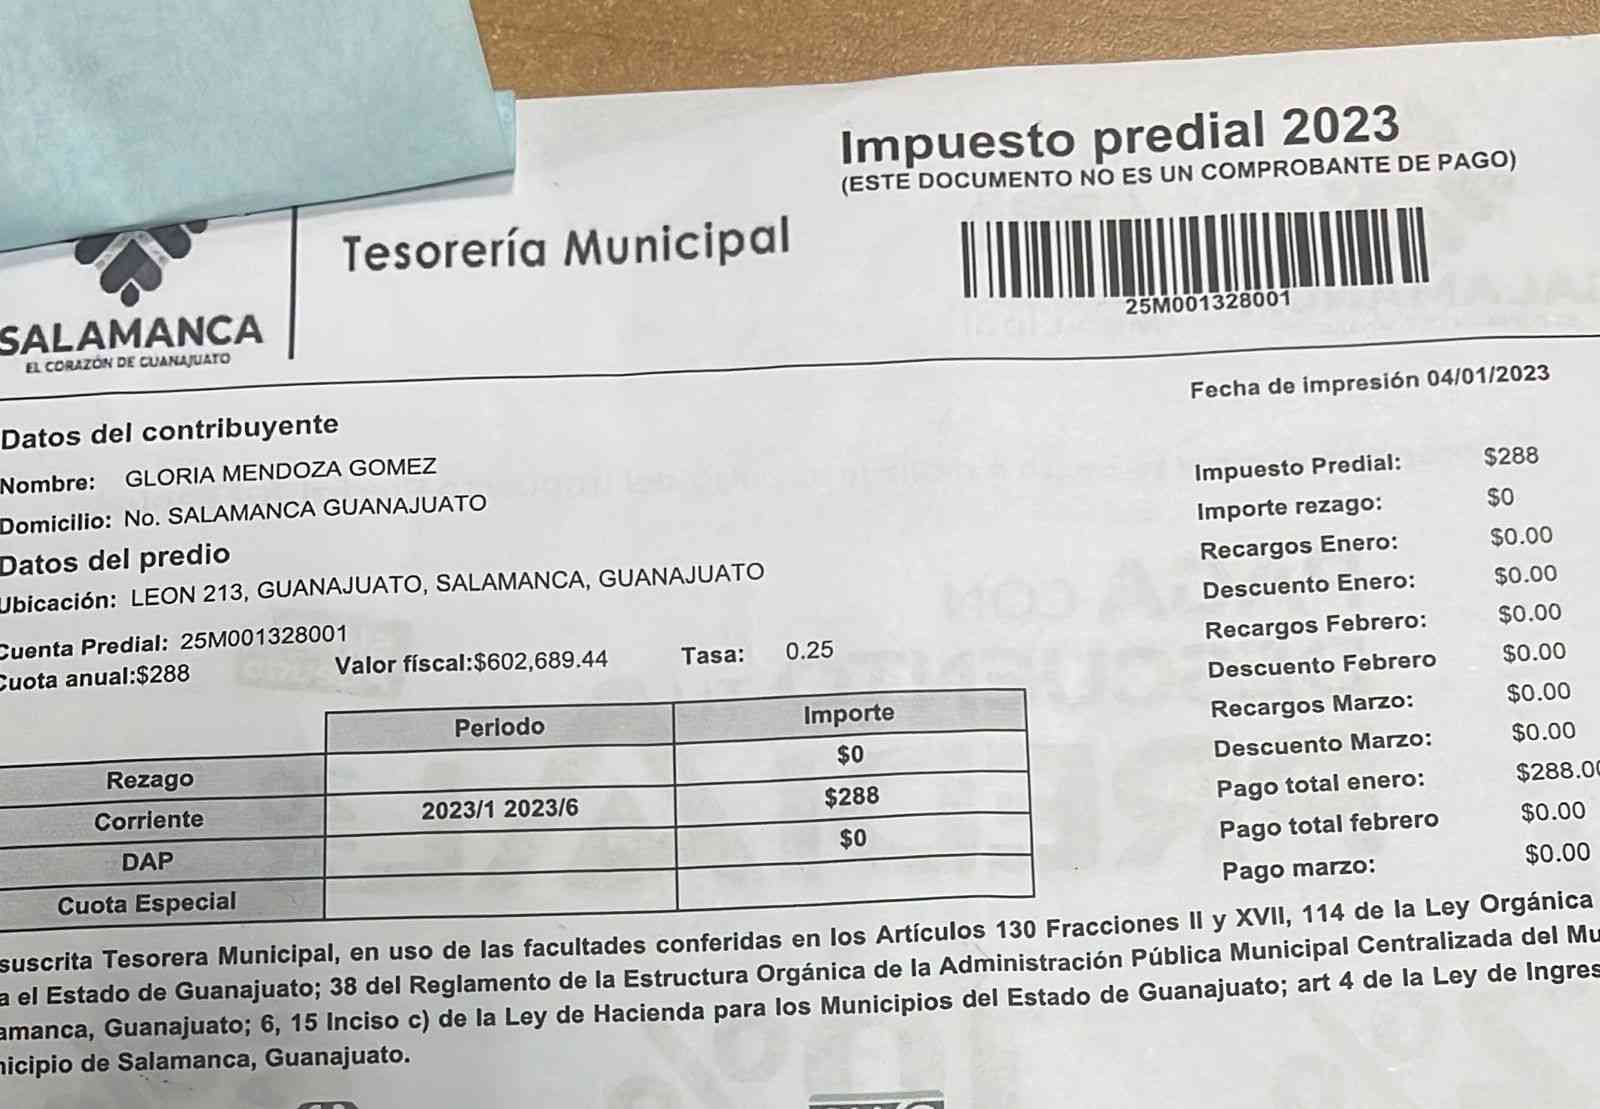 Impuesto predial 2023
(ESTE DOCUMENTO NO ES UN COMPROBANTE DE PAGO)
Tesorería Municipal
25M001328001
SALAMANCA
EL CORAZÓN DE GUANAJUATO
Fecha de impresión 04/01/2023
Datos del contribuyente
Nombre: GLORIA MENDOZA GOMEZ
Domicilio: No. SALAMANCA GUANAJUATO
Datos del predio
Ubicación: LEON 213, GUANAJUATO, SALAMANCA, GUANAJUATO
Cuenta Predial: 25M001328001
Cuota anual:$288 Valor físcal:$602,689.44 Tasa: 0.25
Periodo Importe
Rezago $0
Corriente 2023/1 2023/6 $288
DAP $0
Cuota Especial
Impuesto Predial: $288
Importe rezago: $0
Recargos Enero: $0.00
Descuento Enero: $0.00
Recargos Febrero: $0.00
Descuento Febrero $0.00
Recargos Marzo: $0.00
Descuento Marzo: $0.00
Pago total enero: $288.00
Pago total febrero $0.00
Pago marzo: $0.00
suscrita Tesorera Municipal, en uso de las facultades conferidas en los Artículos 130 Fracciones II y XVII, 114 de la Ley Orgánica
a el Estado de Guanajuato; 38 del Reglamento de la Estructura Orgánica de la Administración Pública Municipal Centralizada del Mu
amanca, Guanajuato; 6, 15 Inciso c) de la Ley de Hacienda para los Municipios del Estado de Guanajuato; art 4 de la Ley de Ingres
nicipio de Salamanca, Guanajuato.